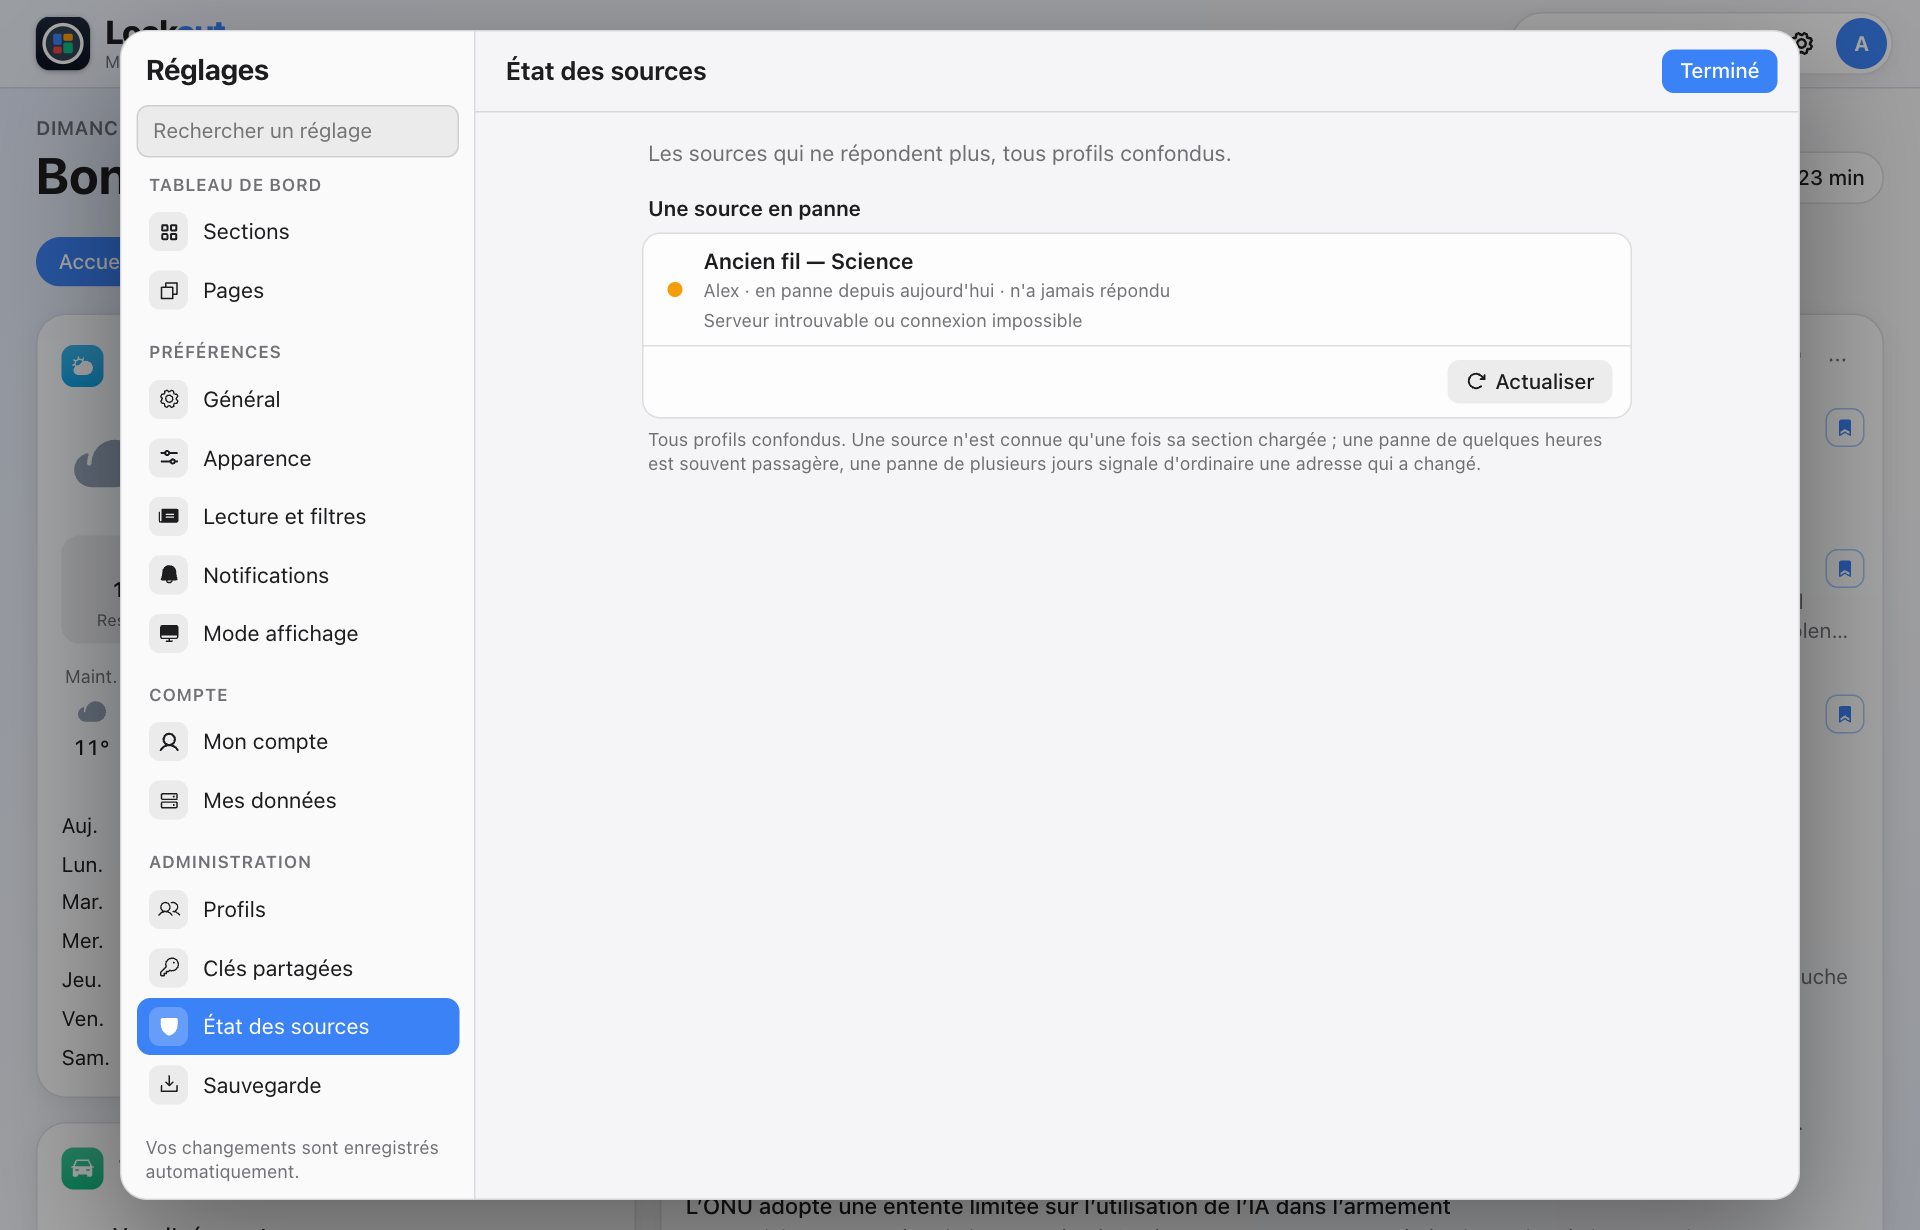 Réglages
Rechercher un réglage
TABLEAU DE BORD
Sections
Pages
PRÉFÉRENCES
Général
Apparence
Lecture et filtres
Notifications
Mode affichage
COMPTE
Mon compte
Mes données
ADMINISTRATION
Profils
Clés partagées
État des sources
Sauvegarde
Vos changements sont enregistrés
automatiquement.
État des sources
Terminé
Les sources qui ne répondent plus, tous profils confondus.
Une source en panne
Ancien fil — Science
Alex · en panne depuis aujourd'hui · n'a jamais répondu
Serveur introuvable ou connexion impossible
Actualiser
Tous profils confondus. Une source n'est connue qu'une fois sa section chargée ; une panne de quelques heures
est souvent passagère, une panne de plusieurs jours signale d'ordinaire une adresse qui a changé.
A
23 min
Maint.
11°
Auj.
Lun.
Mar.
Mer.
Jeu.
Ven.
Sam.
L'ONU adopte une entente limitée sur l'utilisation de l'IA dans l'armement